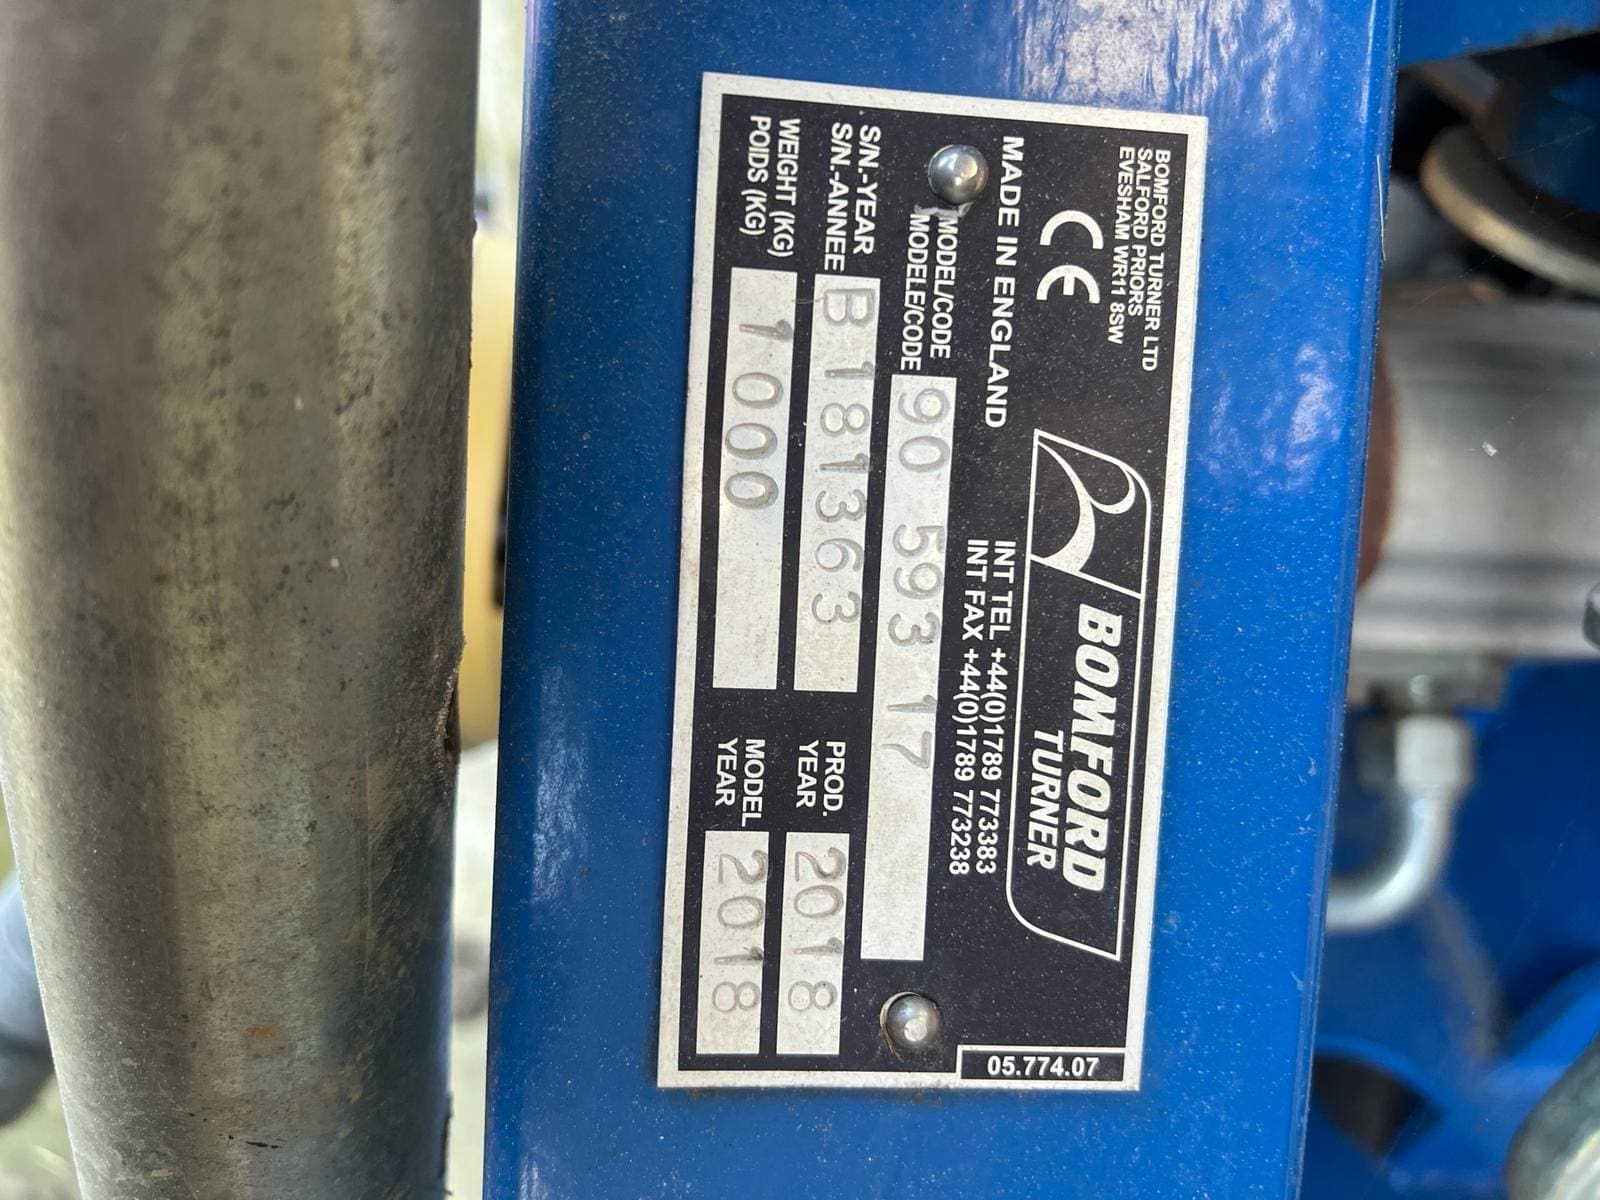 BOMFORD TURNER LTD
SALFORD PRIORS
EVESHAM WR11 8SW
CE
BOMFORD
TURNER
MADE IN ENGLAND
INT TEL +44(0)1789 773383
INT FAX +44(0)1789 773238
MODEL/CODE
MODELE/CODE
90 593 17
S/N.-YEAR
S/N.-ANNEE
B181363
PROD.
YEAR
2018
WEIGHT (KG)
POIDS (KG)
1000
MODEL
YEAR
2018
05.774.07